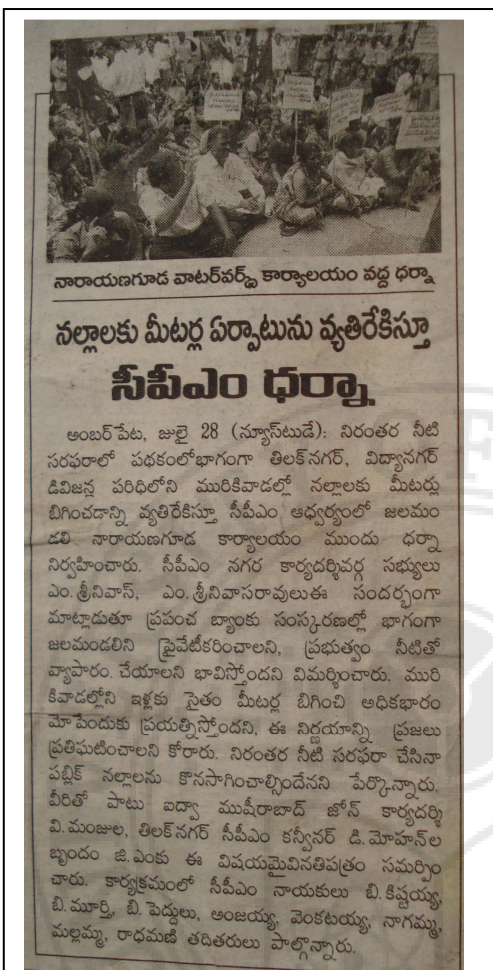 నారాయణగూడ వాటర్‌వర్క్స్ కార్యాలయం వద్ద ధర్నా
నల్లాలకు మీటర్ల ఏర్పాటును వ్యతిరేకిస్తూ
సీపీఎం ధర్నా
అంబర్‌పేట, జులై 28 (న్యూస్‌టుడే): నిరంతర నీటి
సరఫరాలో పథకంలోభాగంగా తిలక్‌నగర్, విద్యానగర్
డివిజన్ల పరిధిలోని మురికివాడల్లో నల్లాలకు మీటర్లు
బిగించడాన్ని వ్యతిరేకిస్తూ సీపీఎం ఆధ్వర్యంలో జలమం
డలి నారాయణగూడ కార్యాలయం ముందు ధర్నా
నిర్వహించారు. సీపీఎం నగర కార్యదర్శివర్గ సభ్యులు
ఎం.శ్రీనివాస్, ఎం.శ్రీనివాసరావులుఈ సందర్భంగా
మాట్లాడుతూ ప్రపంచ బ్యాంకు సంస్కరణల్లో భాగంగా
జలమండలిని ప్రైవేటీకరించాలని, ప్రభుత్వం నీటితో
వ్యాపారం. చేయాలని భావిస్తోందని విమర్శించారు. మురి
కివాడల్లోని ఇళ్లకు సైతం మీటర్ల బిగించి అధికభారం
మోపేందుకు ప్రయత్నిస్తోందని, ఈ నిర్ణయాన్ని ప్రజలు
ప్రతిఘటించాలని కోరారు. నిరంతర నీటి సరఫరా చేసినా
పబ్లిక్ నల్లాలను కొనసాగించాల్సిందేనని పేర్కొన్నారు.
వీరితో పాటు ఐద్వా ముషీరాబాద్ జోన్ కార్యదర్శి
వి.మంజుల, తిలక్‌నగర్ సీపీఎం కన్వీనర్ డి.మోహన్‌ల
బృందం జి.ఎంకు ఈ విషయమైవినతిపత్రం సమర్పిం
చారు. కార్యక్రమంలో సీపీఎం నాయకులు బి.కిష్టయ్య,
బి.మూర్తి, బి.పెద్దులు, అంజయ్య, వెంకటయ్య, నాగమ్మ,
మల్లమ్మ, రాధమణి తదితరులు పాల్గొన్నారు.